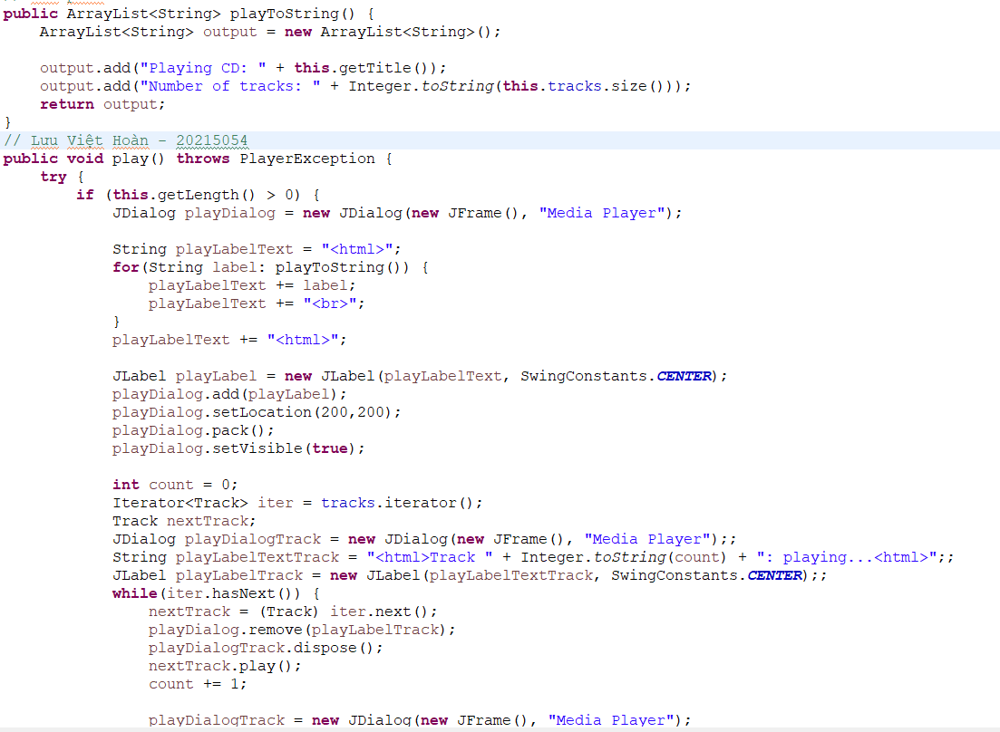 public ArrayList<String> playToString() {
    ArrayList<String> output = new ArrayList<String>();

    output.add("Playing CD: " + this.getTitle());
    output.add("Number of tracks: " + Integer.toString(this.tracks.size()));
    return output;
}
// Lưu Việt Hoàn - 20215054
public void play() throws PlayerException {
    try {
        if (this.getLength() > 0) {
            JDialog playDialog = new JDialog(new JFrame(), "Media Player");

            String playLabelText = "<html>";
            for(String label: playToString()) {
                playLabelText += label;
                playLabelText += "<br>";
            }
            playLabelText += "<html>";

            JLabel playLabel = new JLabel(playLabelText, SwingConstants.CENTER);
            playDialog.add(playLabel);
            playDialog.setLocation(200,200);
            playDialog.pack();
            playDialog.setVisible(true);

            int count = 0;
            Iterator<Track> iter = tracks.iterator();
            Track nextTrack;
            JDialog playDialogTrack = new JDialog(new JFrame(), "Media Player");;
            String playLabelTextTrack = "<html>Track " + Integer.toString(count) + ": playing...<html>";;
            JLabel playLabelTrack = new JLabel(playLabelTextTrack, SwingConstants.CENTER);;
            while(iter.hasNext()) {
                nextTrack = (Track) iter.next();
                playDialog.remove(playLabelTrack);
                playDialogTrack.dispose();
                nextTrack.play();
                count += 1;

                playDialogTrack = new JDialog(new JFrame(), "Media Player");